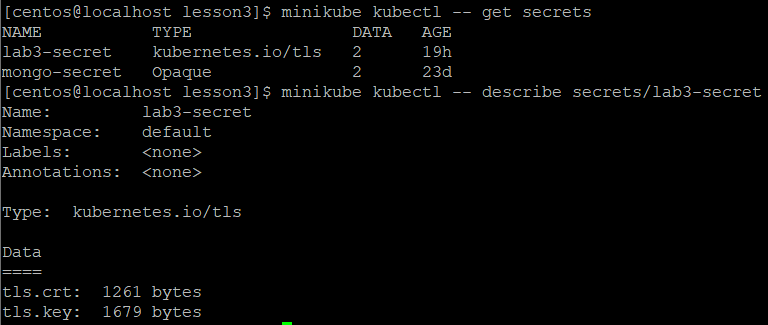 [centos@localhost lesson3]$ minikube kubectl -- get secrets
NAME           TYPE                DATA   AGE
lab3-secret    kubernetes.io/tls   2      19h
mongo-secret   Opaque              2      23d
[centos@localhost lesson3]$ minikube kubectl -- describe secrets/lab3-secret
Name:         lab3-secret
Namespace:    default
Labels:       <none>
Annotations:  <none>

Type:  kubernetes.io/tls

Data
====
tls.crt:  1261 bytes
tls.key:  1679 bytes